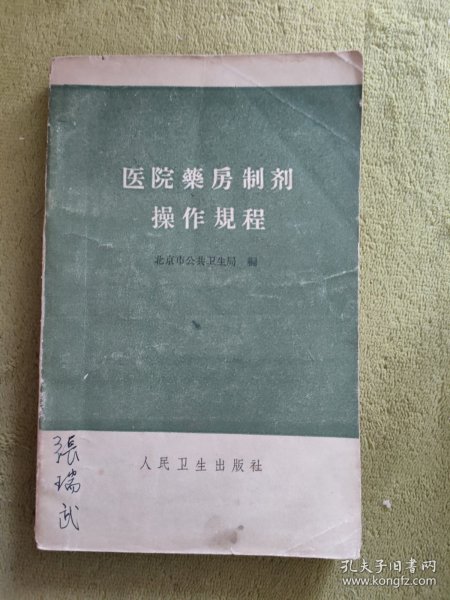 医院藥房制剂
操作規程
北京市公共卫生局 編
人民卫生出版社
張瑞武
孔夫子旧书网
www.kongfz.com